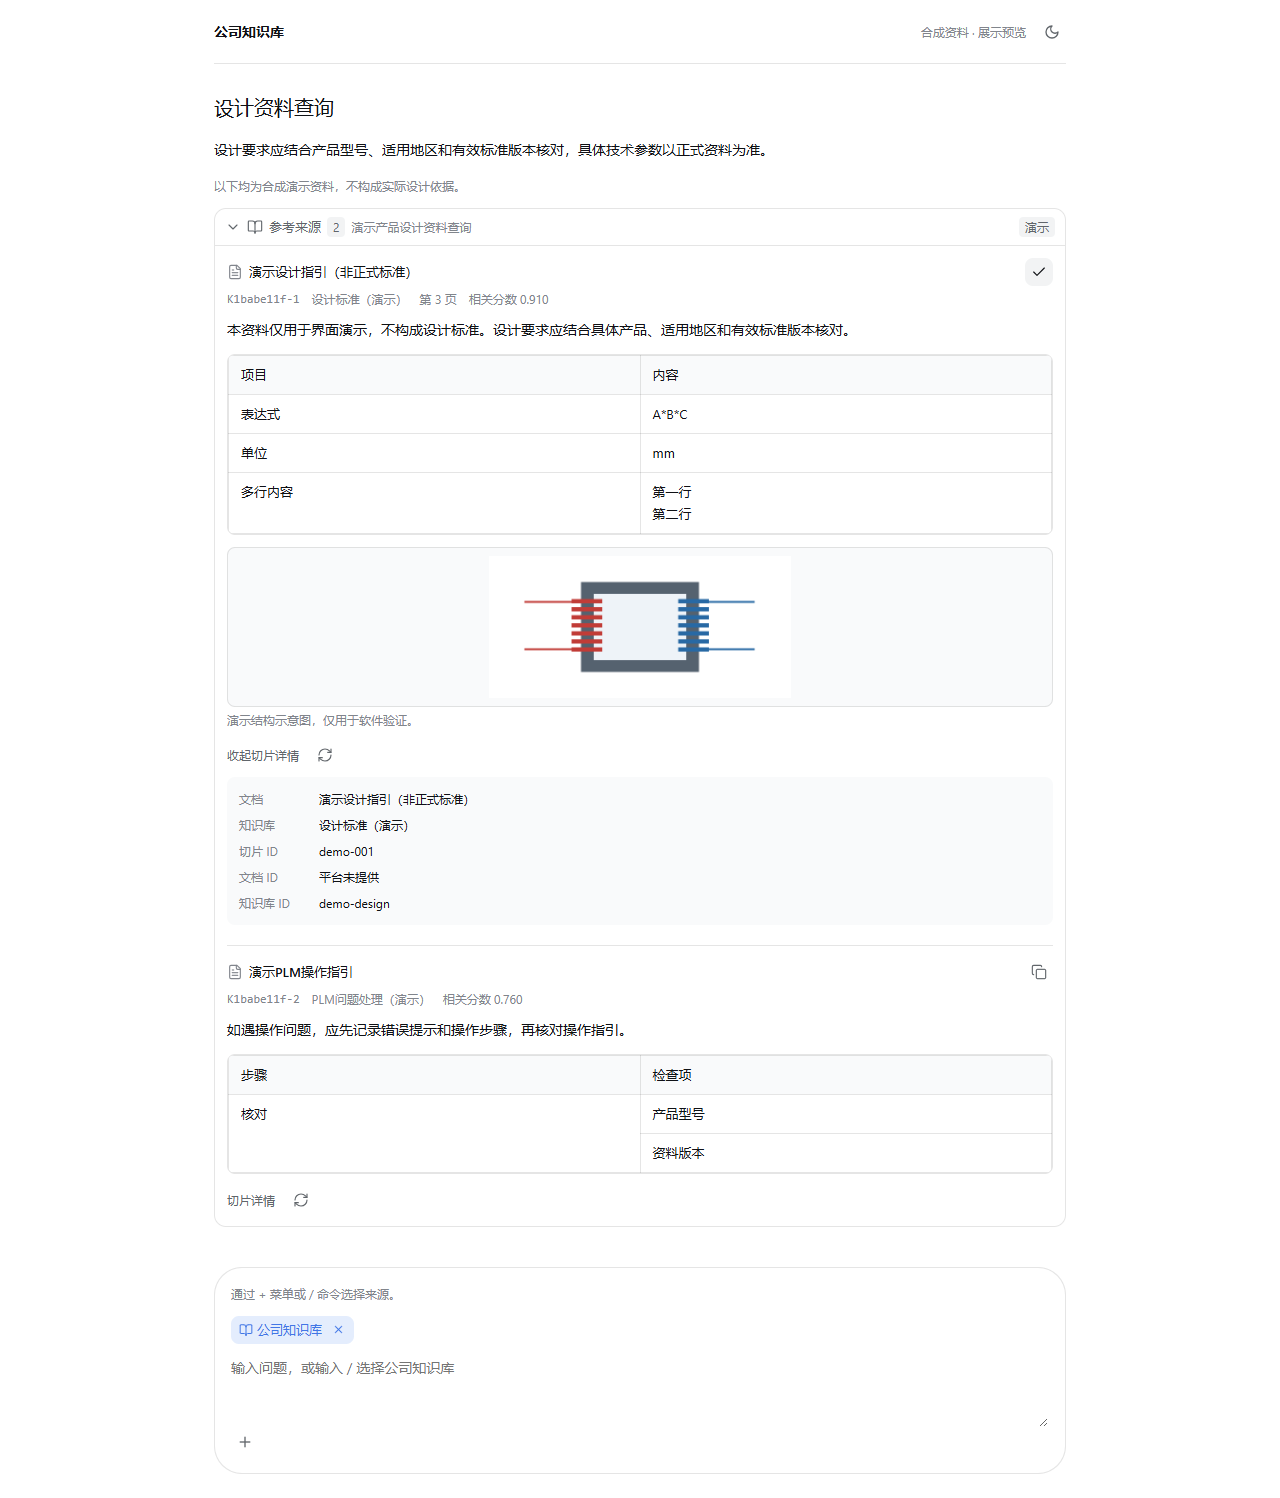 公司知识库
合成资料 · 展示预览
设计资料查询
设计要求应结合产品型号、适用地区和有效标准版本核对，具体技术参数以正式资料为准。
以下均为合成演示资料，不构成实际设计依据。
参考来源 2 演示产品设计资料查询 演示
演示设计指引（非正式标准）
K1babe11f-1 设计标准（演示） 第 3 页 相关分数 0.910
本资料仅用于界面演示，不构成设计标准。设计要求应结合具体产品、适用地区和有效标准版本核对。
项目 内容
表达式 A*B*C
单位 mm
多行内容 第一行
第二行
演示结构示意图，仅用于软件验证。
收起切片详情
文档 演示设计指引（非正式标准）
知识库 设计标准（演示）
切片 ID demo-001
文档 ID 平台未提供
知识库 ID demo-design
演示PLM操作指引
K1babe11f-2 PLM问题处理（演示） 相关分数 0.760
如遇操作问题，应先记录错误提示和操作步骤，再核对操作指引。
步骤 检查项
核对 产品型号
资料版本
切片详情
通过 + 菜单或 / 命令选择来源。
公司知识库 ×
输入问题，或输入 / 选择公司知识库